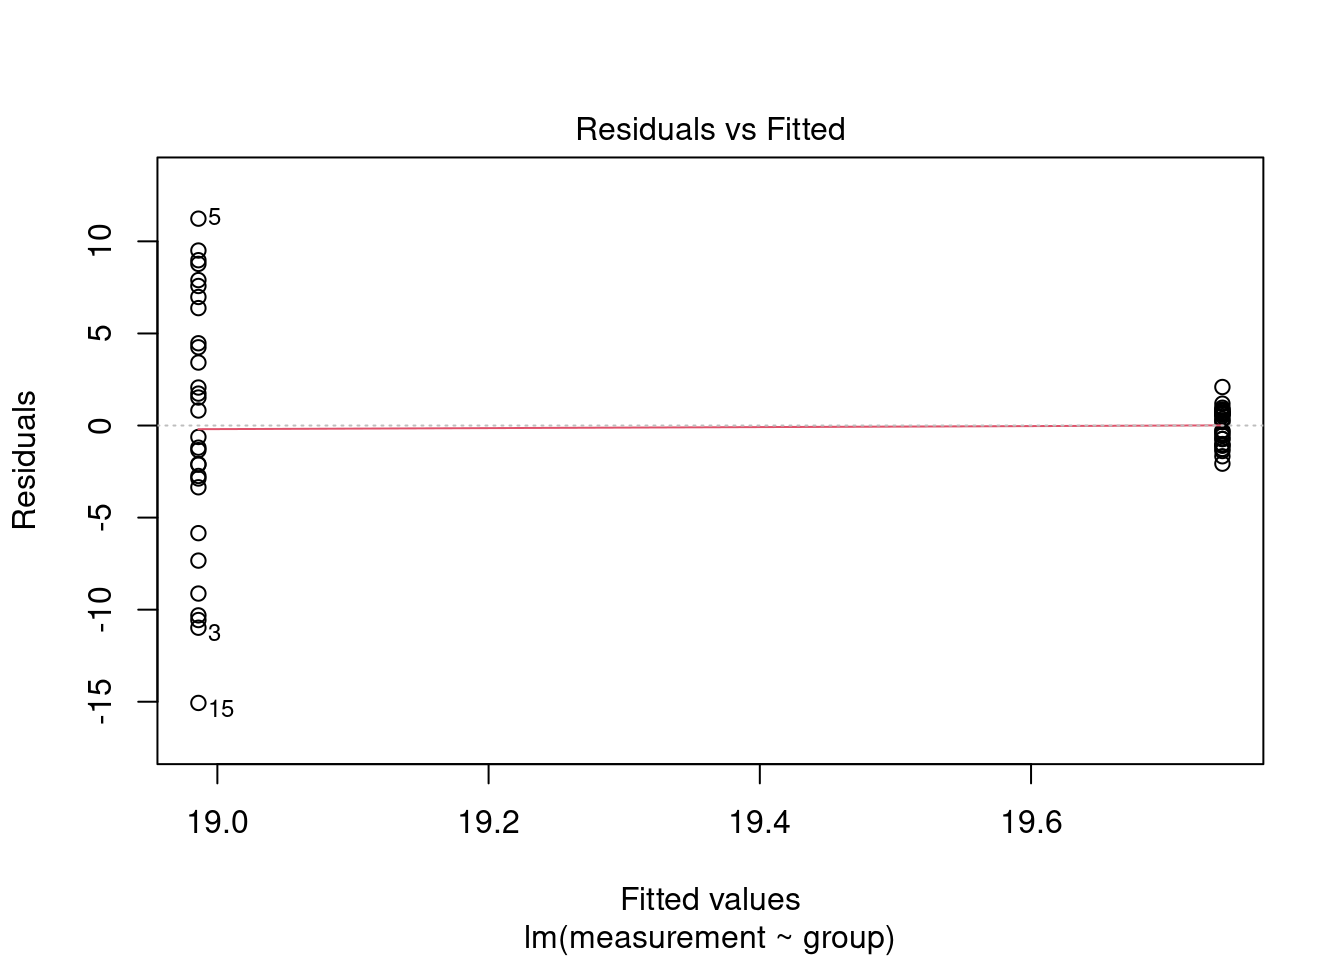 Residuals vs Fitted
5
3
15
10
5
0
-5
-10
-15
Residuals
19.0 19.2 19.4 19.6
Fitted values
lm(measurement ~ group)